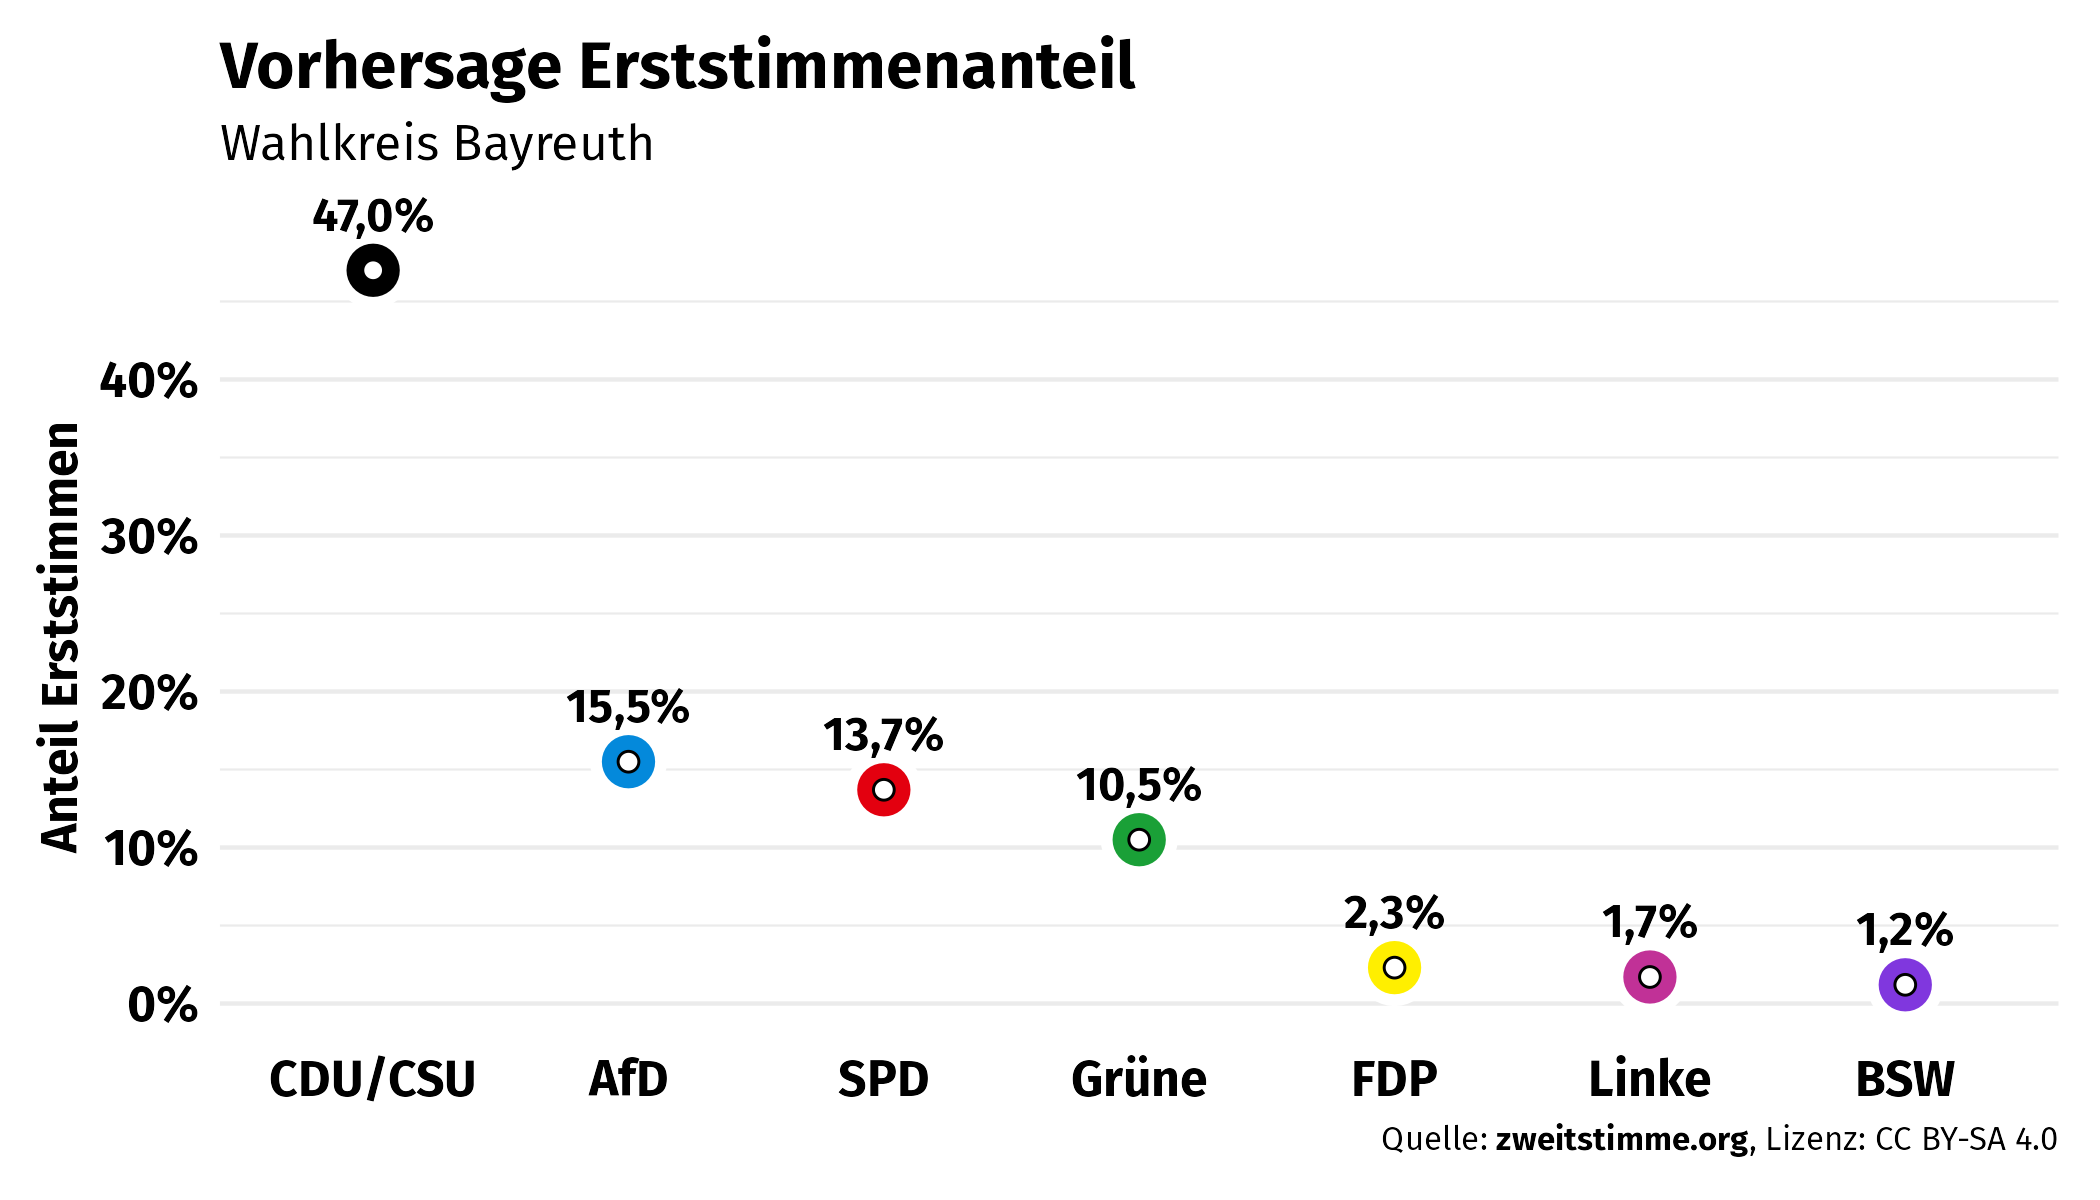 Vorhersage Erststimmenanteil
Wahlkreis Bayreuth
47,0%
40%
30%
20%
10%
0%
Anteil Erststimmen
15,5%
13,7%
10,5%
2,3%
1,7%
1,2%
CDU/CSU AfD SPD Grüne FDP Linke BSW
Quelle: zweitstimme.org, Lizenz: CC BY-SA 4.0